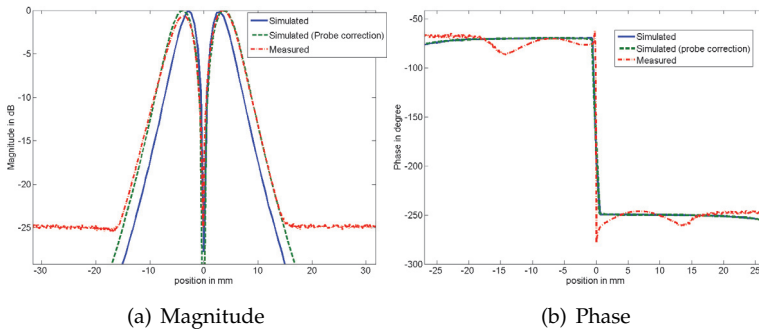 Simulated
Simulated (Probe correction)
Measured
0
-5
-10
-15
-20
-25
Magnitude in dB
-30 -20 -10 0 10 20 30
position in mm
(a) Magnitude
Simulated
Simulated (probe correction)
Measured
-50
-100
-150
-200
-250
-300
Phase in degree
-25 -20 -15 -10 -5 0 5 10 15 20 25
position in mm
(b) Phase